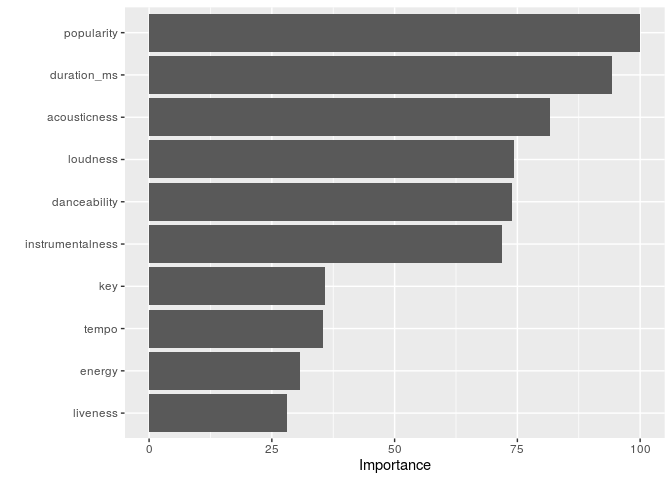 popularity
duration_ms
acousticness
loudness
danceability
instrumentalness
key
tempo
energy
liveness
0 25 50 75 100
Importance